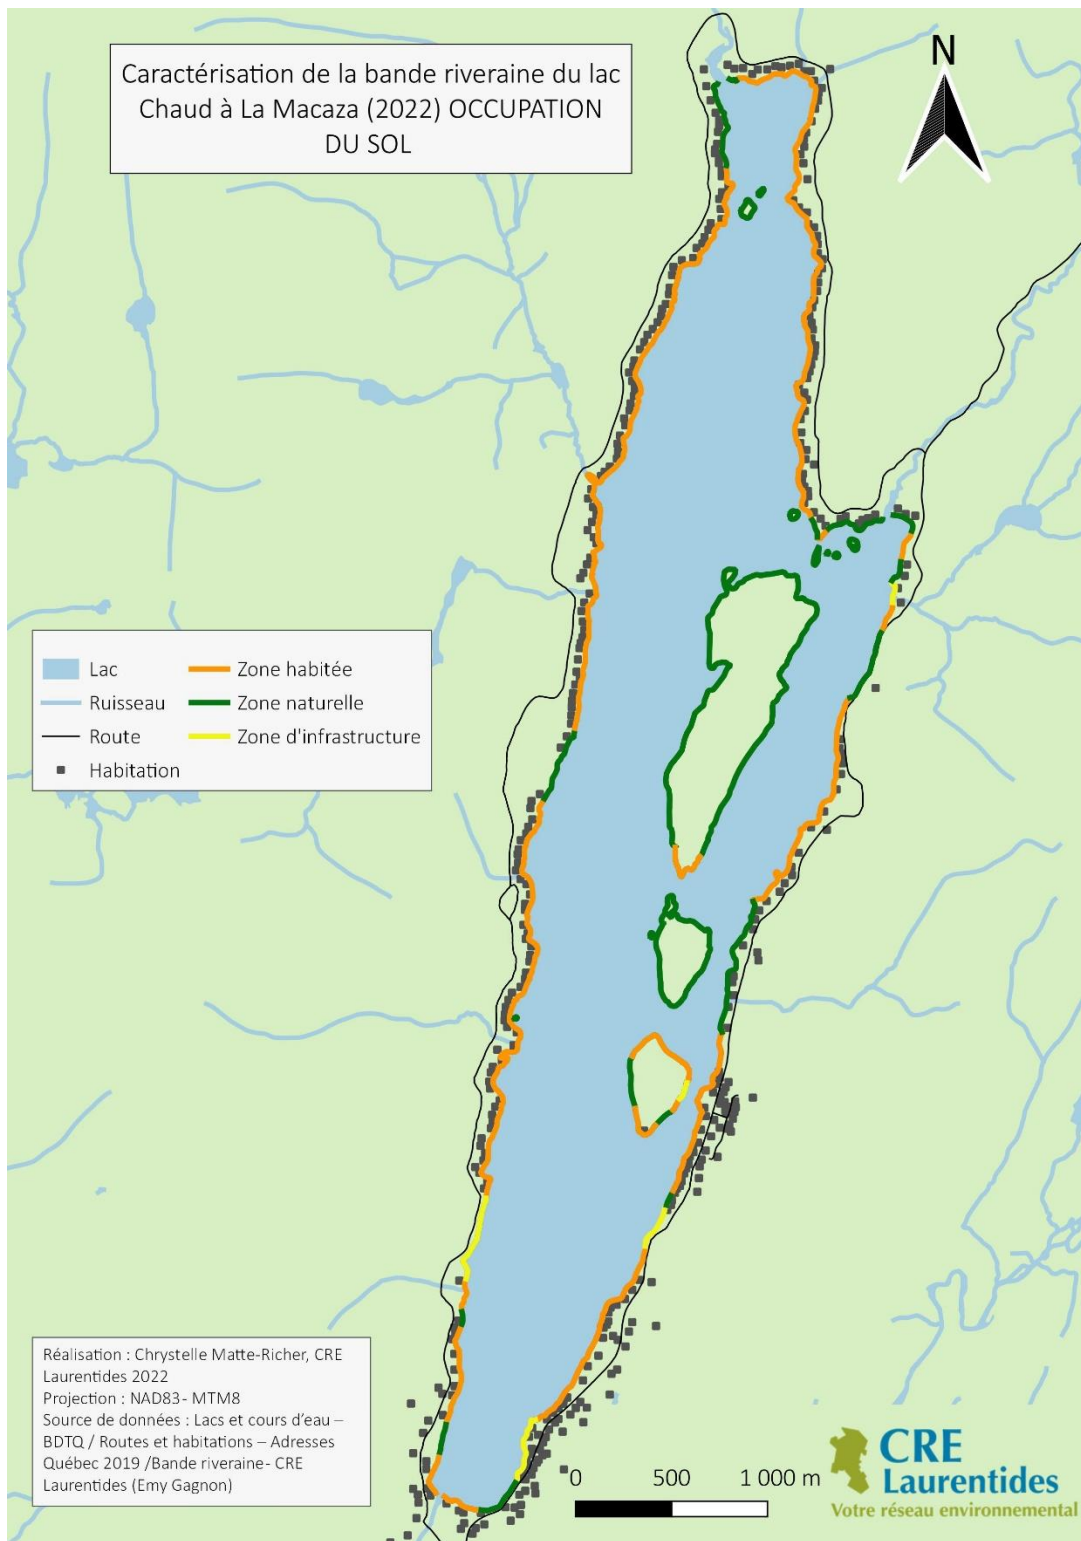 Caractérisation de la bande riveraine du lac
Chaud à La Macaza (2022) OCCUPATION
DU SOL
N
Lac
Zone habitée
Ruisseau
Zone naturelle
Route
Zone d'infrastructure
Habitation
Réalisation : Chrystelle Matte-Richer, CRE
Laurentides 2022
Projection : NAD83- MTM8
Source de données : Lacs et cours d'eau –
BDTQ / Routes et habitations – Adresses
Québec 2019 /Bande riveraine- CRE
Laurentides (Emy Gagnon)
0 500 1 000 m
CRE
Laurentides
Votre réseau environnemental